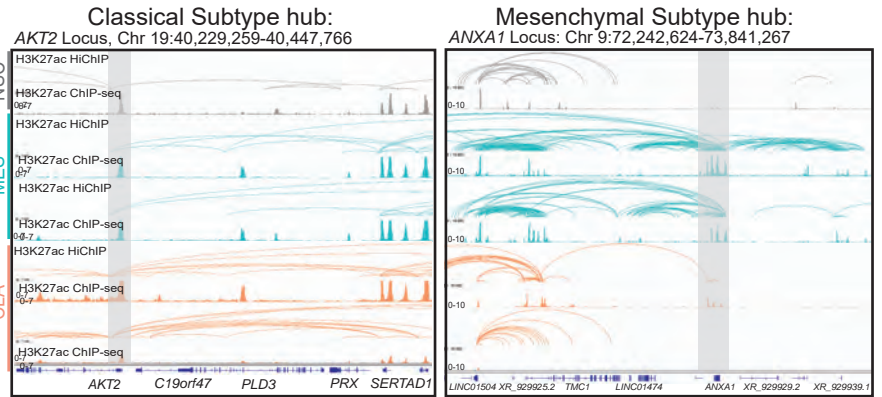 Classical Subtype hub:
AKT2 Locus, Chr 19:40,229,259-40,447,766
H3K27ac HiChIP
H3K27ac ChIP-seq
H3K27ac HiChIP
H3K27ac ChIP-seq
0-7
H3K27ac HiChIP
H3K27ac ChIP-seq
0-7
H3K27ac HiChIP
H3K27ac ChIP-seq
0-7
H3K27ac ChIP-seq
0-7
AKT2 C19orf47 PLD3 PRX SERTAD1
Mesenchymal Subtype hub:
ANXA1 Locus: Chr 9:72,242,624-73,841,267
0-10
0-10
0-10
0-10
0-10
LINC01504 XR_929925.2 TMC1 LINC01474 ANXA1 XR_929929.2 XR_929939.1